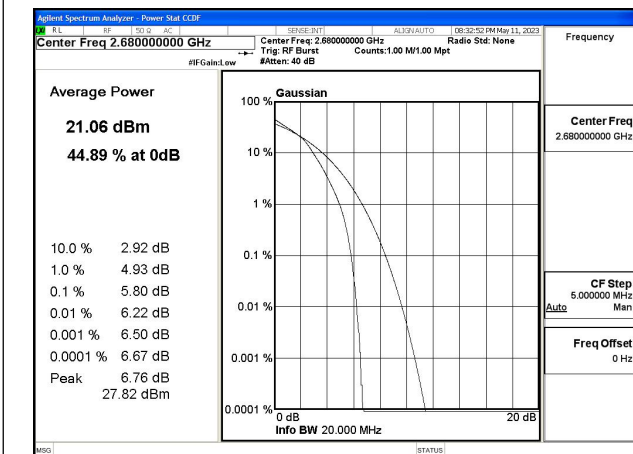 Agilent Spectrum Analyzer - Power Stat CCDF
RL RF 50 Ω AC SENSE:INT ALIGN AUTO 08:32:52 PM May 11, 2023
Center Freq 2.680000000 GHz
Center Freq: 2.680000000 GHz Radio Std: None
Trig: RF Burst Counts:1.00 M/1.00 Mpt
#IFGain:Low #Atten: 40 dB
Frequency
Average Power
21.06 dBm
44.89 % at 0dB
10.0 % 2.92 dB
1.0 % 4.93 dB
0.1 % 5.80 dB
0.01 % 6.22 dB
0.001 % 6.50 dB
0.0001 % 6.67 dB
Peak 6.76 dB
27.82 dBm
Gaussian
100 %
10 %
1 %
0.1 %
0.01 %
0.001 %
0.0001 %
0 dB 20 dB
Info BW 20.000 MHz
Center Freq
2.680000000 GHz
CF Step
5.000000 MHz
Auto Man
Freq Offset
0 Hz
MSG STATUS